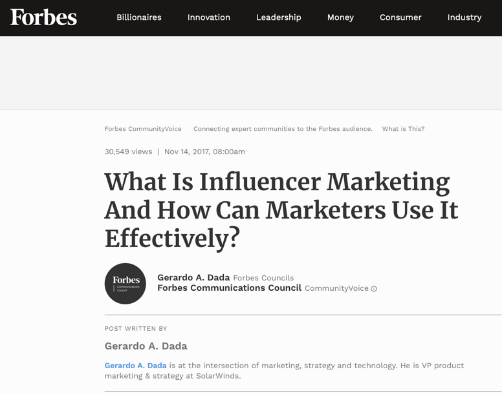 Forbes Billionaires Innovation Leadership Money Consumer Industry
Forbes CommunityVoice Connecting expert communities to the Forbes audience. What is This?
30,549 views | Nov 14, 2017, 08:00am
What Is Influencer Marketing
And How Can Marketers Use It
Effectively?
Forbes
Gerardo A. Dada Forbes Councils
Forbes Communications Council CommunityVoice
POST WRITTEN BY
Gerardo A. Dada
Gerardo A. Dada is at the intersection of marketing, strategy and technology. He is VP product
marketing & strategy at SolarWinds.